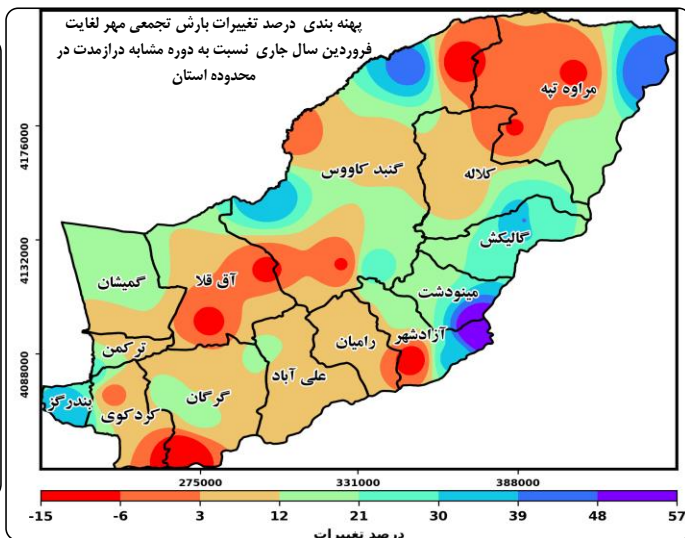 پهنه بندی درصد تغییرات بارش تجمعی مهر لغایت
فروردین سال جاری نسبت به دوره مشابه درازمدت در
محدوده استان
مراوه تپه
گنبد کاووس
کلاله
گالیکش
گمیشان
آق قلا
مینودشت
آزادشهر
رامیان
ترکمن
علی آباد
گرگان
کردکوی
بندرگز
4176000
4132000
4088000
275000
331000
388000
-15
-6
3
12
21
30
39
48
57
درصد تغییرات